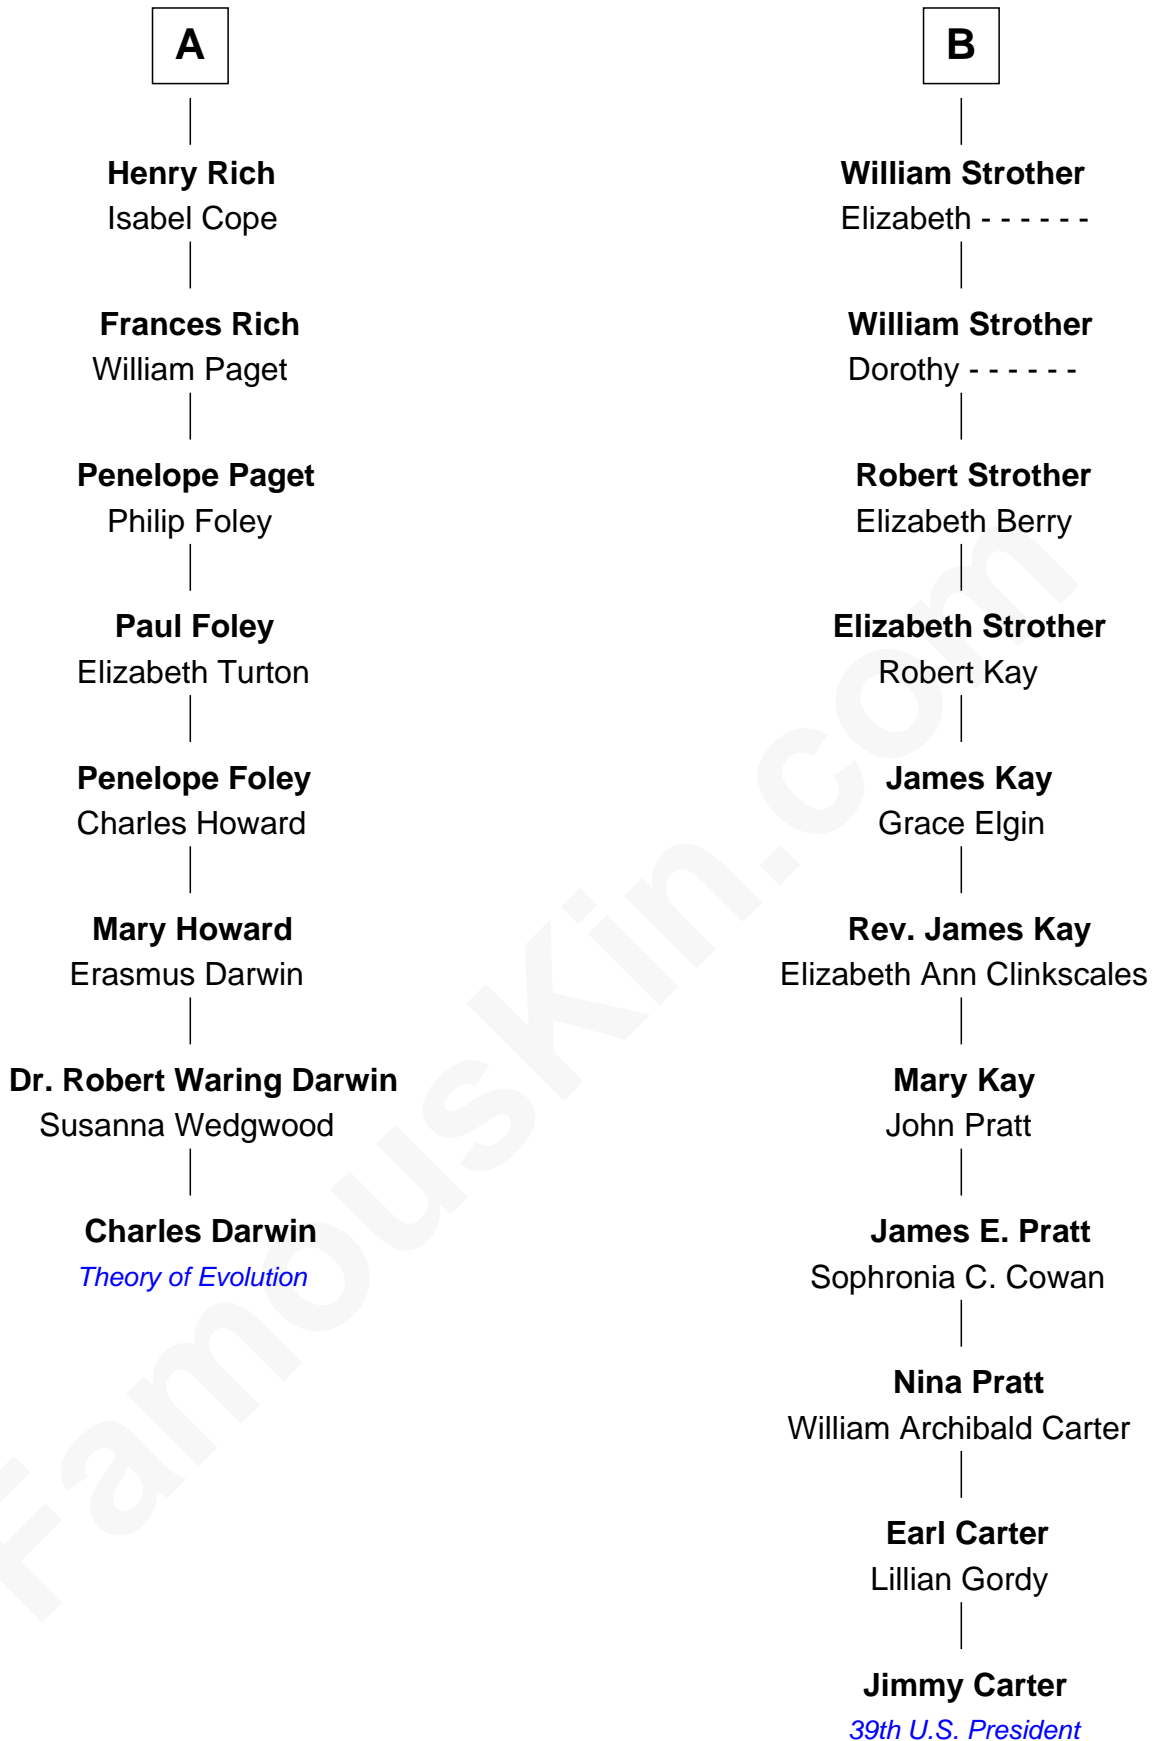 A
Henry Rich
Isabel Cope
Frances Rich
William Paget
Penelope Paget
Philip Foley
Paul Foley
Elizabeth Turton
Penelope Foley
Charles Howard
Mary Howard
Erasmus Darwin
Dr. Robert Waring Darwin
Susanna Wedgwood
Charles Darwin
Theory of Evolution
B
William Strother
Elizabeth - - - - - -
William Strother
Dorothy - - - - - -
Robert Strother
Elizabeth Berry
Elizabeth Strother
Robert Kay
James Kay
Grace Elgin
Rev. James Kay
Elizabeth Ann Clinkscales
Mary Kay
John Pratt
James E. Pratt
Sophronia C. Cowan
Nina Pratt
William Archibald Carter
Earl Carter
Lillian Gordy
Jimmy Carter
39th U.S. President
FamousKin.com